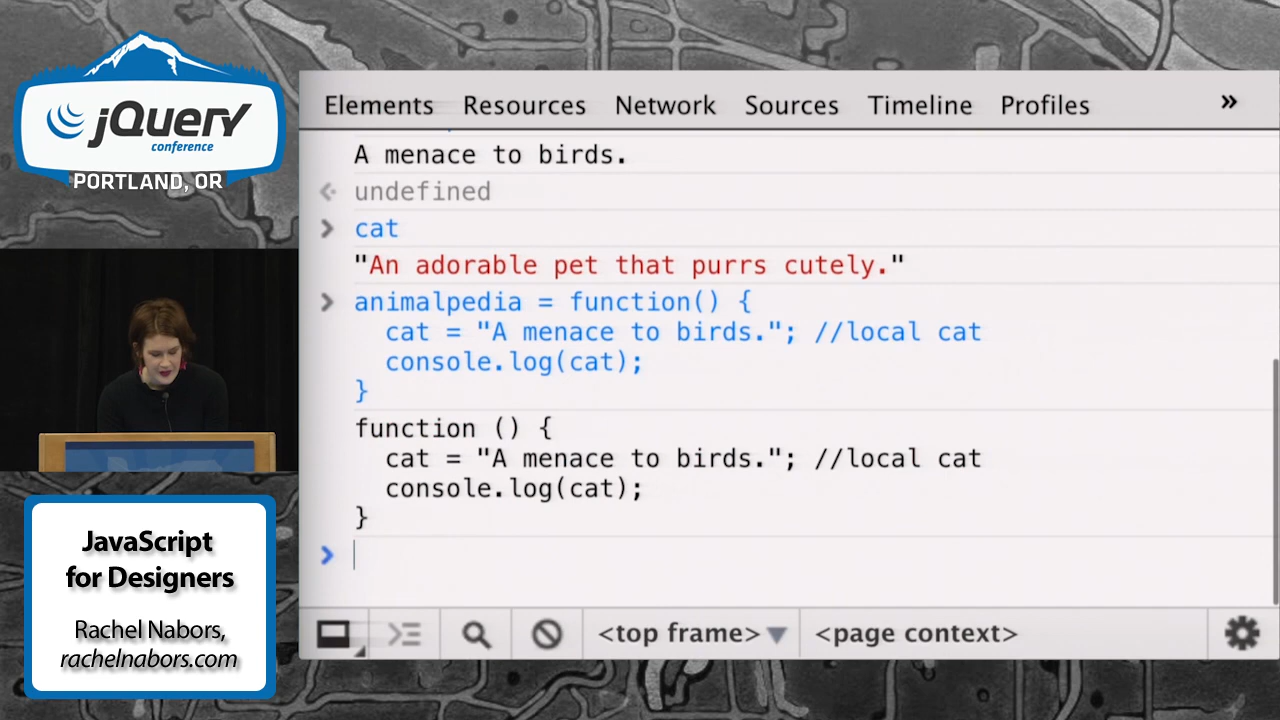 jQuery
conference
PORTLAND, OR
Elements Resources Network Sources Timeline Profiles »
A menace to birds.
undefined
cat
"An adorable pet that purrs cutely."
animalpedia = function() {
cat = "A menace to birds."; //local cat
console.log(cat);
}
function () {
cat = "A menace to birds."; //local cat
console.log(cat);
}
<top frame> <page context>
JavaScript
for Designers
Rachel Nabors,
rachelnabors.com